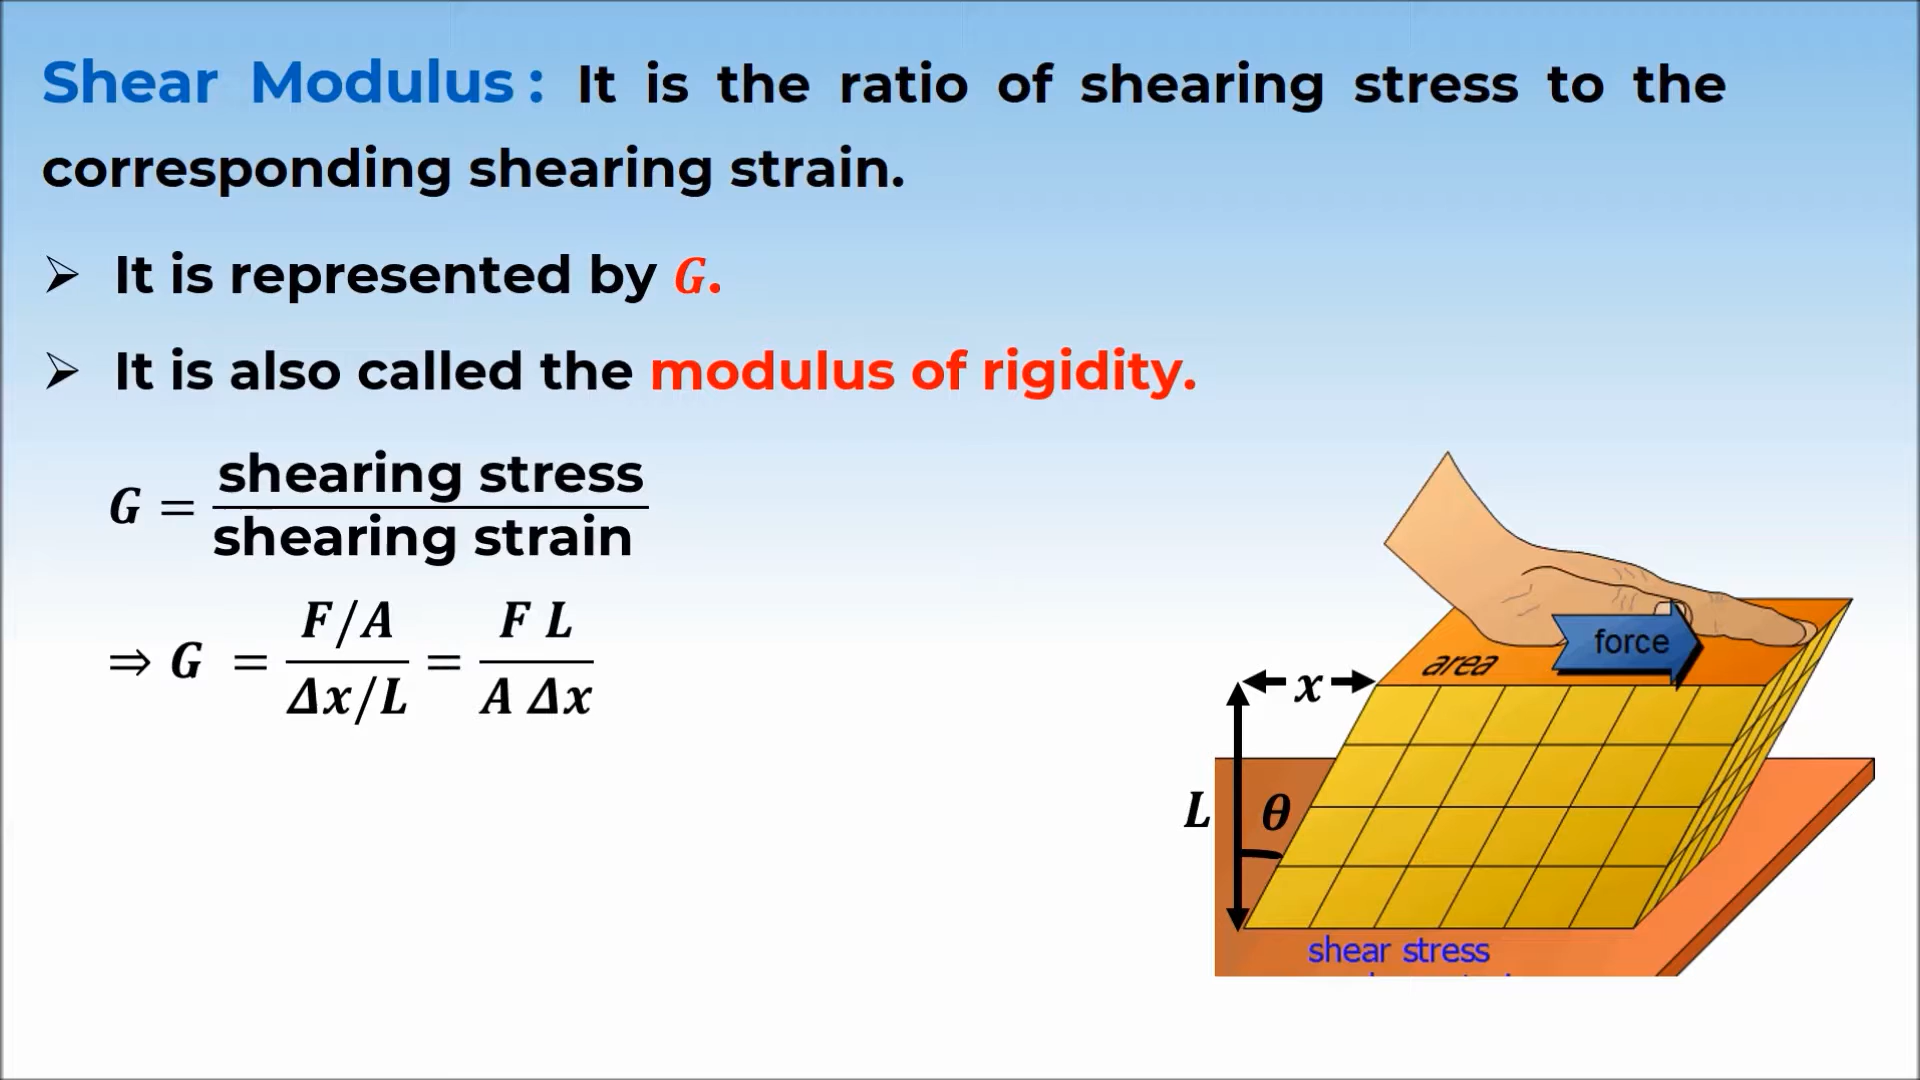 Shear Modulus : It is the ratio of shearing stress to the
corresponding shearing strain.
➢ It is represented by G.
➢ It is also called the modulus of rigidity.
G = shearing stress / shearing strain
⇒ G = F/A / Δx/L = F L / A Δx
force
area
x
L
θ
shear stress